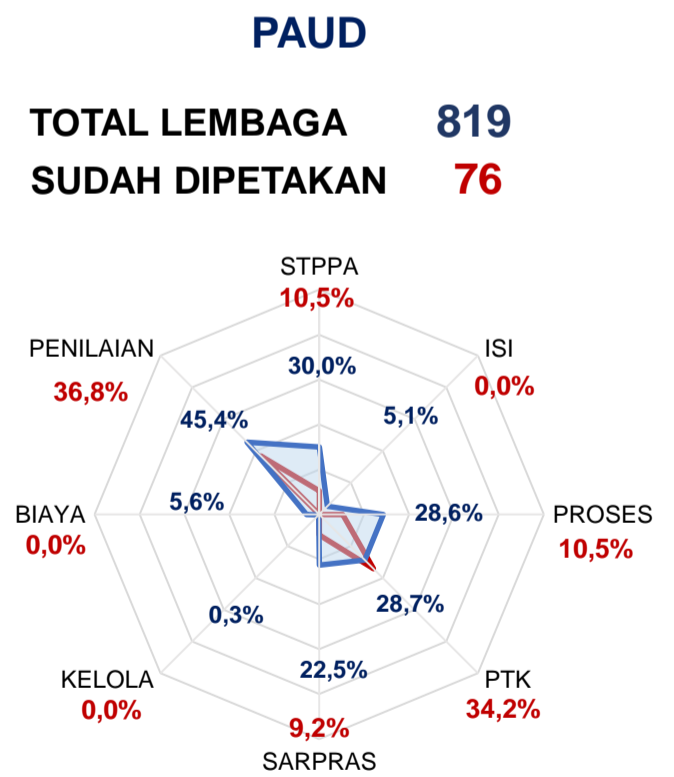 PAUD
TOTAL LEMBAGA 819
SUDAH DIPETAKAN 76
STPPA
10,5%
PENILAIAN
36,8%
ISI
0,0%
30,0%
45,4%
5,1%
5,6%
28,6%
BIAYA
0,0%
PROSES
10,5%
0,3%
28,7%
22,5%
KELOLA
0,0%
PTK
34,2%
9,2%
SARPRAS